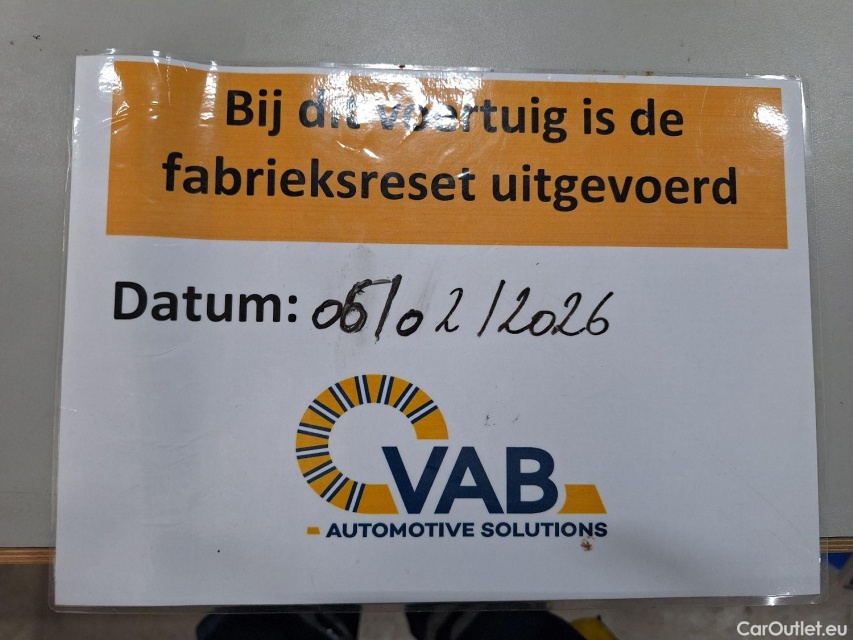 Bij dit voertuig is de
fabrieksreset uitgevoerd
Datum: 06/02/2026
VAB
AUTOMOTIVE SOLUTIONS
CarOutlet.eu